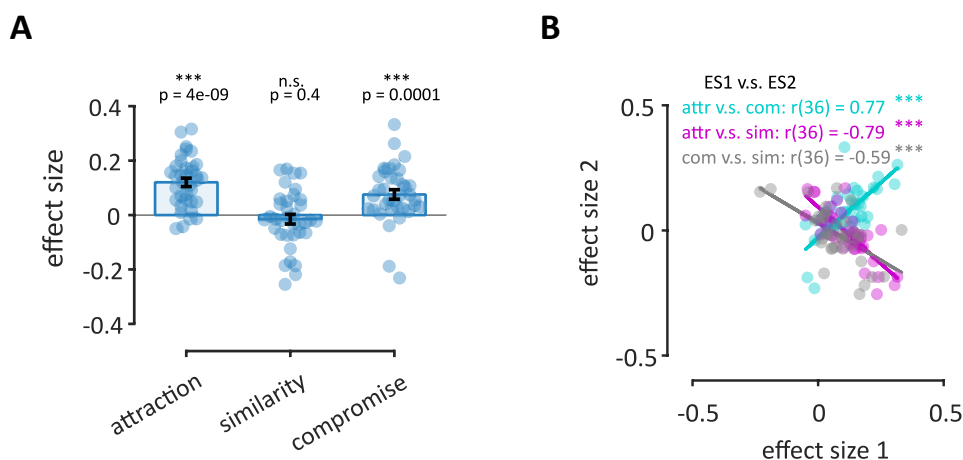 A
***
p = 4e-09
n.s.
p = 0.4
***
p = 0.0001
0.4
0.2
0
-0.2
-0.4
effect size
attraction
similarity
compromise
B
ES1 v.s. ES2
attr v.s. com: r(36) = 0.77 ***
attr v.s. sim: r(36) = -0.79 ***
com v.s. sim: r(36) = -0.59 ***
0.5
0
-0.5
effect size 2
-0.5
0
0.5
effect size 1